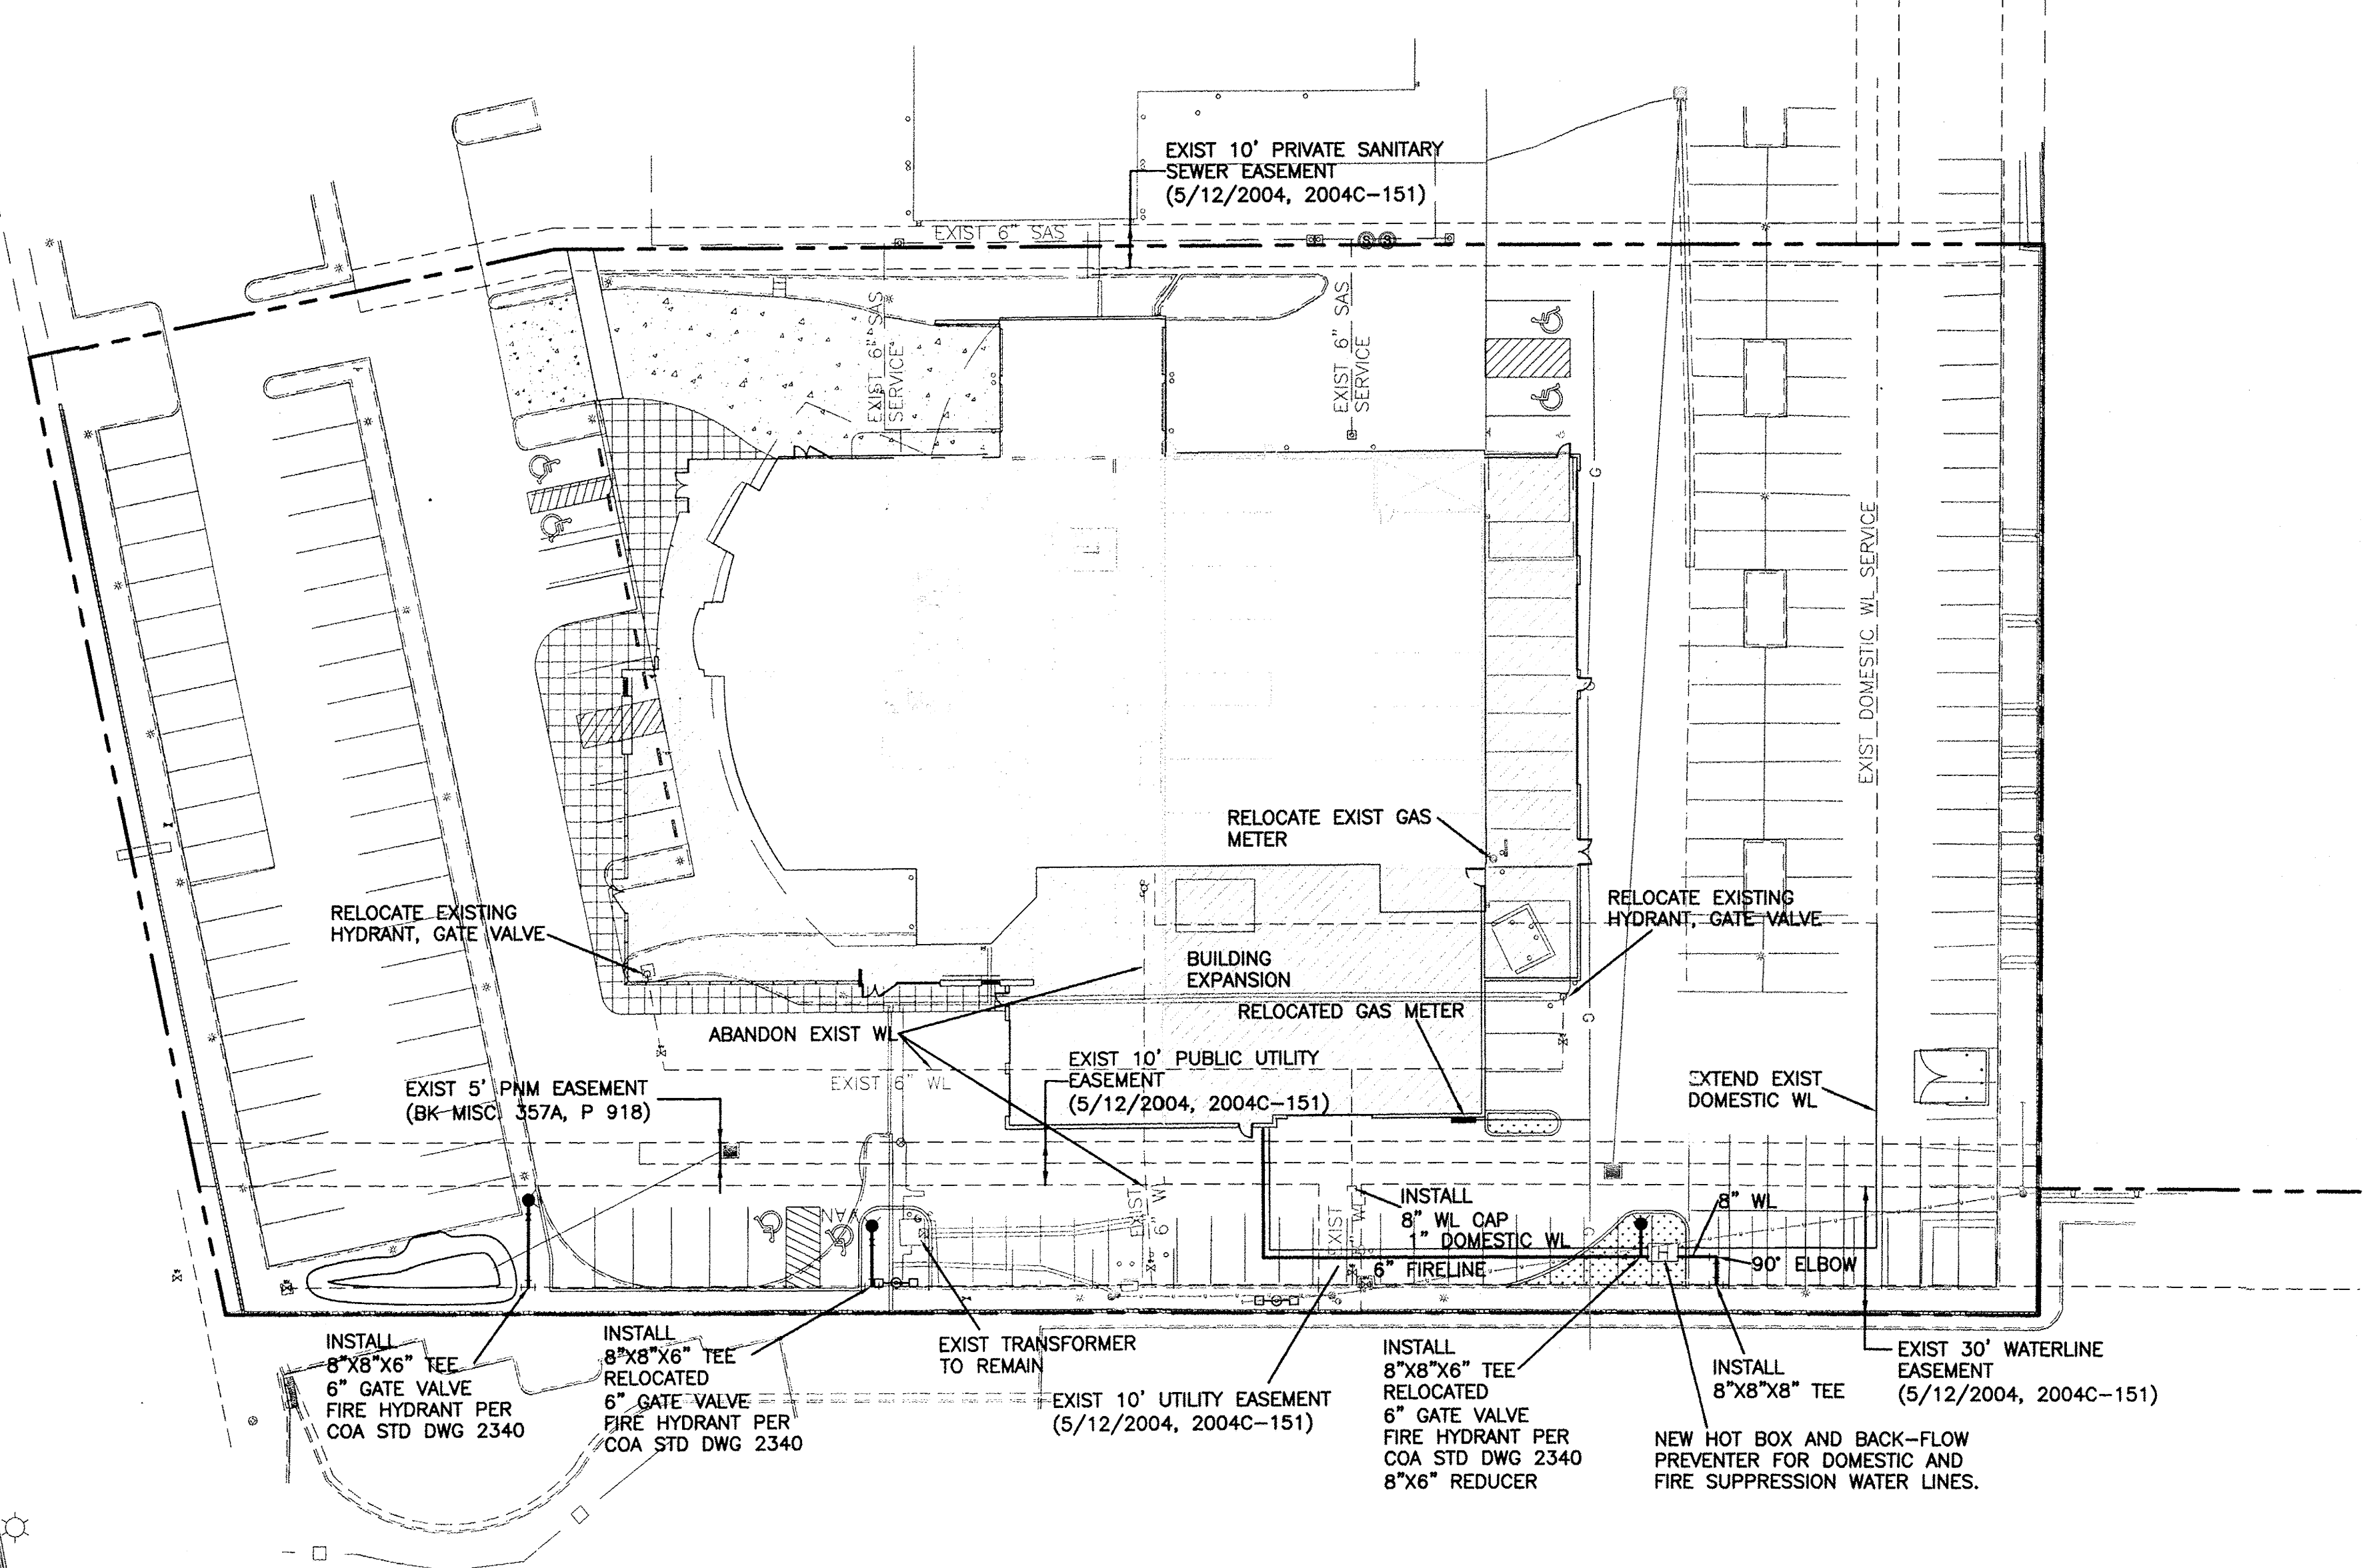 EXIST 10' PRIVATE SANITARY
SEWER EASEMENT
(5/12/2004, 2004C-151)
EXIST 6" SAS
EXIST 6" SAS
SERVICE
EXIST 6" SAS
SERVICE
G
EXIST DOMESTIC WL SERVICE
RELOCATE EXIST GAS
METER
RELOCATE EXISTING
HYDRANT, GATE VALVE
RELOCATE EXISTING
HYDRANT, GATE VALVE
BUILDING
EXPANSION
RELOCATED GAS METER
G
ABANDON EXIST WL
EXIST 6" WL
EXIST 10' PUBLIC UTILITY
EASEMENT
(5/12/2004, 2004C-151)
EXIST 5' PNM EASEMENT
(BK MISC. 357A, P 918)
EXTEND EXIST
DOMESTIC WL
VAN
EXIST
6" WL
EXIST
8" WL
INSTALL
8" WL CAP
1" DOMESTIC WL
6" FIRELINE
G
8" WL
H
90° ELBOW
INSTALL
8"X8"X6" TEE
6" GATE VALVE
FIRE HYDRANT PER
COA STD DWG 2340
INSTALL
8"X8"X6" TEE
RELOCATED
6" GATE VALVE
FIRE HYDRANT PER
COA STD DWG 2340
EXIST TRANSFORMER
TO REMAIN
EXIST 10' UTILITY EASEMENT
(5/12/2004, 2004C-151)
INSTALL
8"X8"X6" TEE
RELOCATED
6" GATE VALVE
FIRE HYDRANT PER
COA STD DWG 2340
8"X6" REDUCER
INSTALL
8"X8"X8" TEE
EXIST 30' WATERLINE
EASEMENT
(5/12/2004, 2004C-151)
NEW HOT BOX AND BACK-FLOW
PREVENTER FOR DOMESTIC AND
FIRE SUPPRESSION WATER LINES.